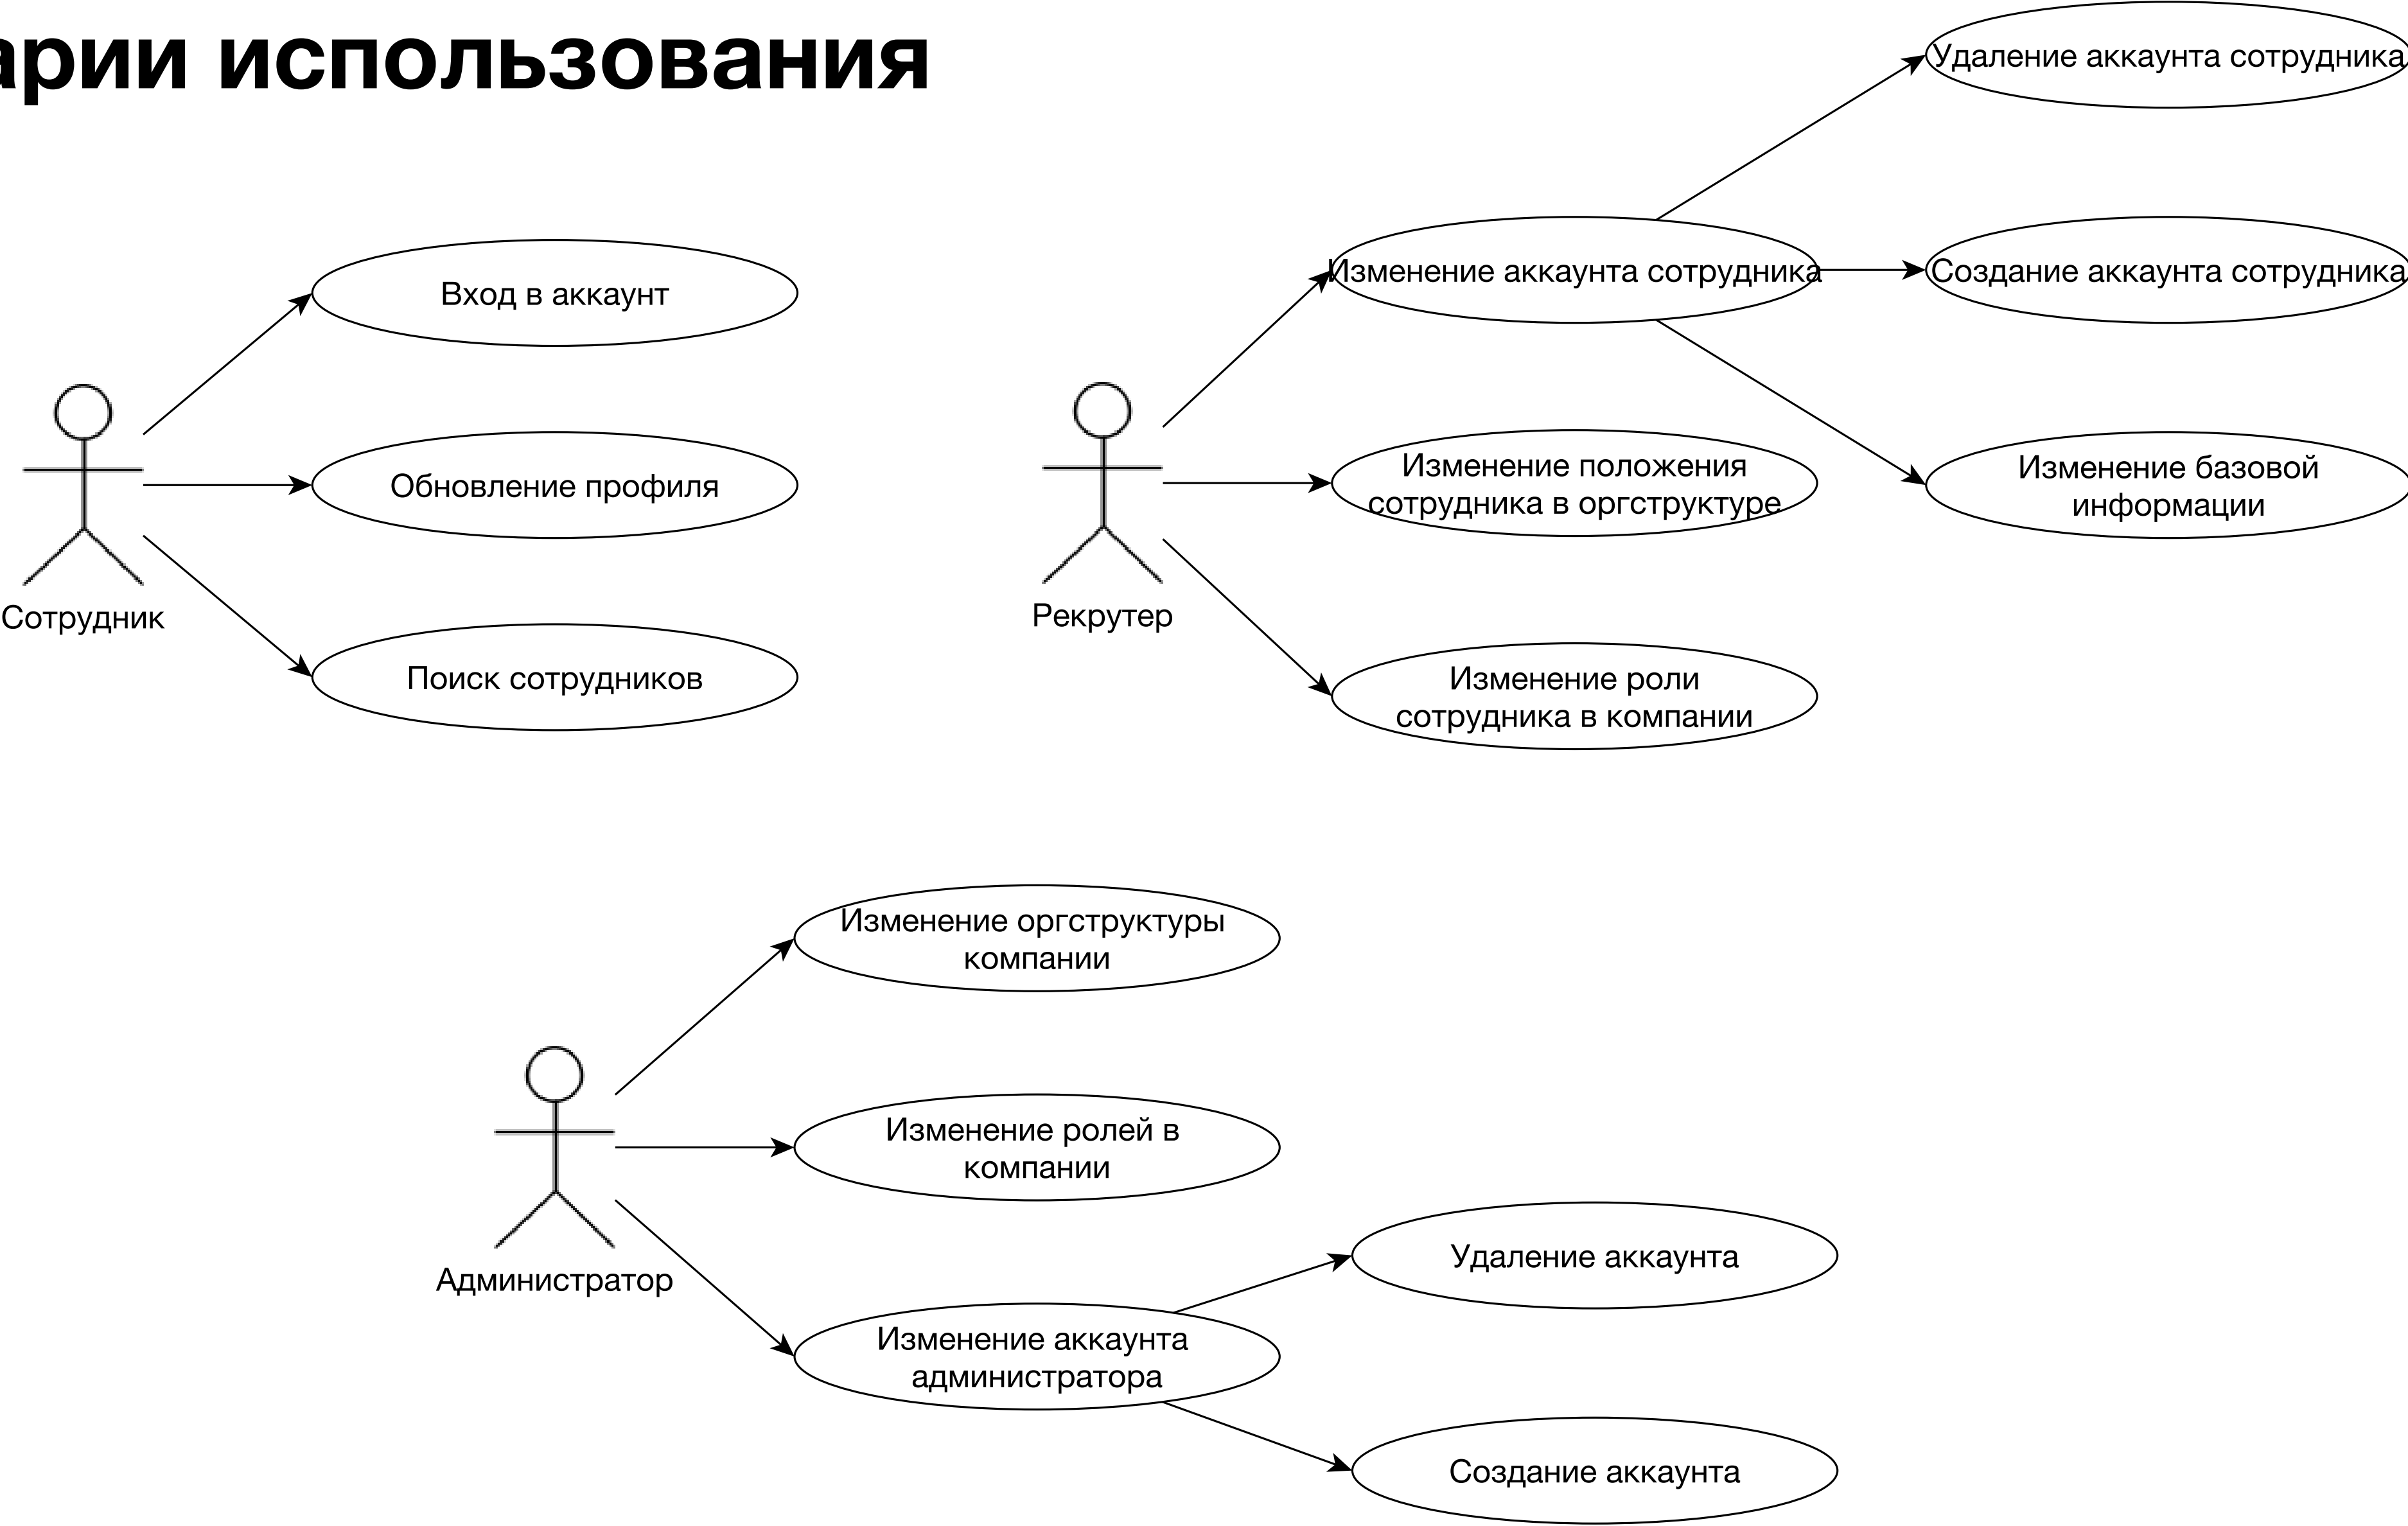 арии использования
Удаление аккаунта сотрудника
Изменение аккаунта сотрудника
Создание аккаунта сотрудника
Вход в аккаунт
Обновление профиля
Изменение положения
сотрудника в оргструктуре
Изменение базовой
информации
Сотрудник
Рекрутер
Поиск сотрудников
Изменение роли
сотрудника в компании
Изменение оргструктуры
компании
Изменение ролей в
компании
Администратор
Удаление аккаунта
Изменение аккаунта
администратора
Создание аккаунта